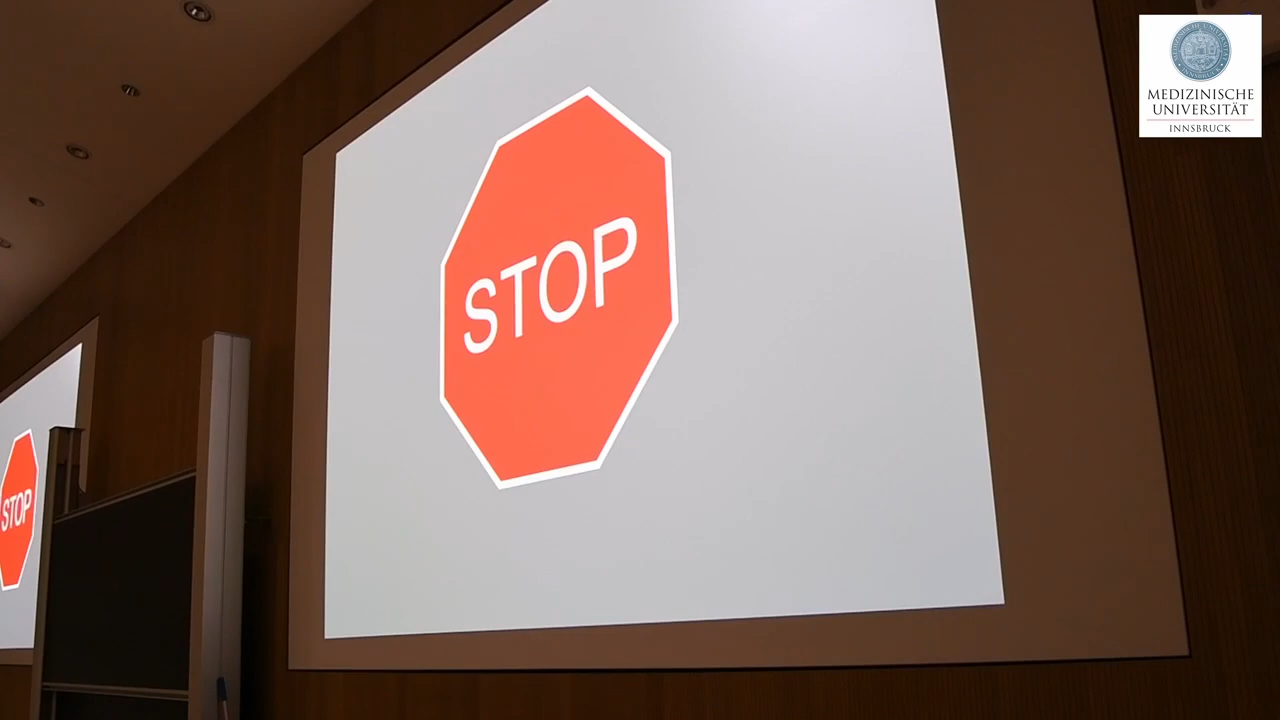 STOP
STOP
MEDIZINISCHE
UNIVERSITÄT
INNSBRUCK